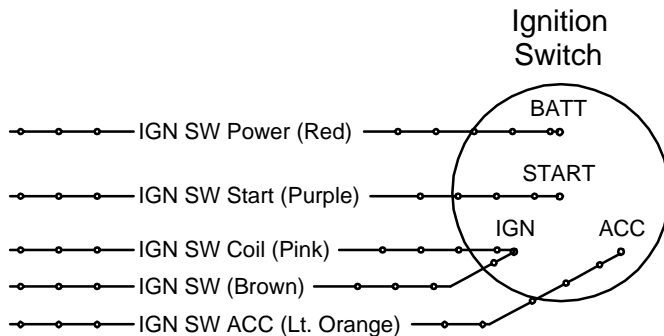 Ignition
Switch
BATT
IGN SW Power (Red)
START
IGN SW Start (Purple)
IGN
ACC
IGN SW Coil (Pink)
IGN SW (Brown)
IGN SW ACC (Lt. Orange)